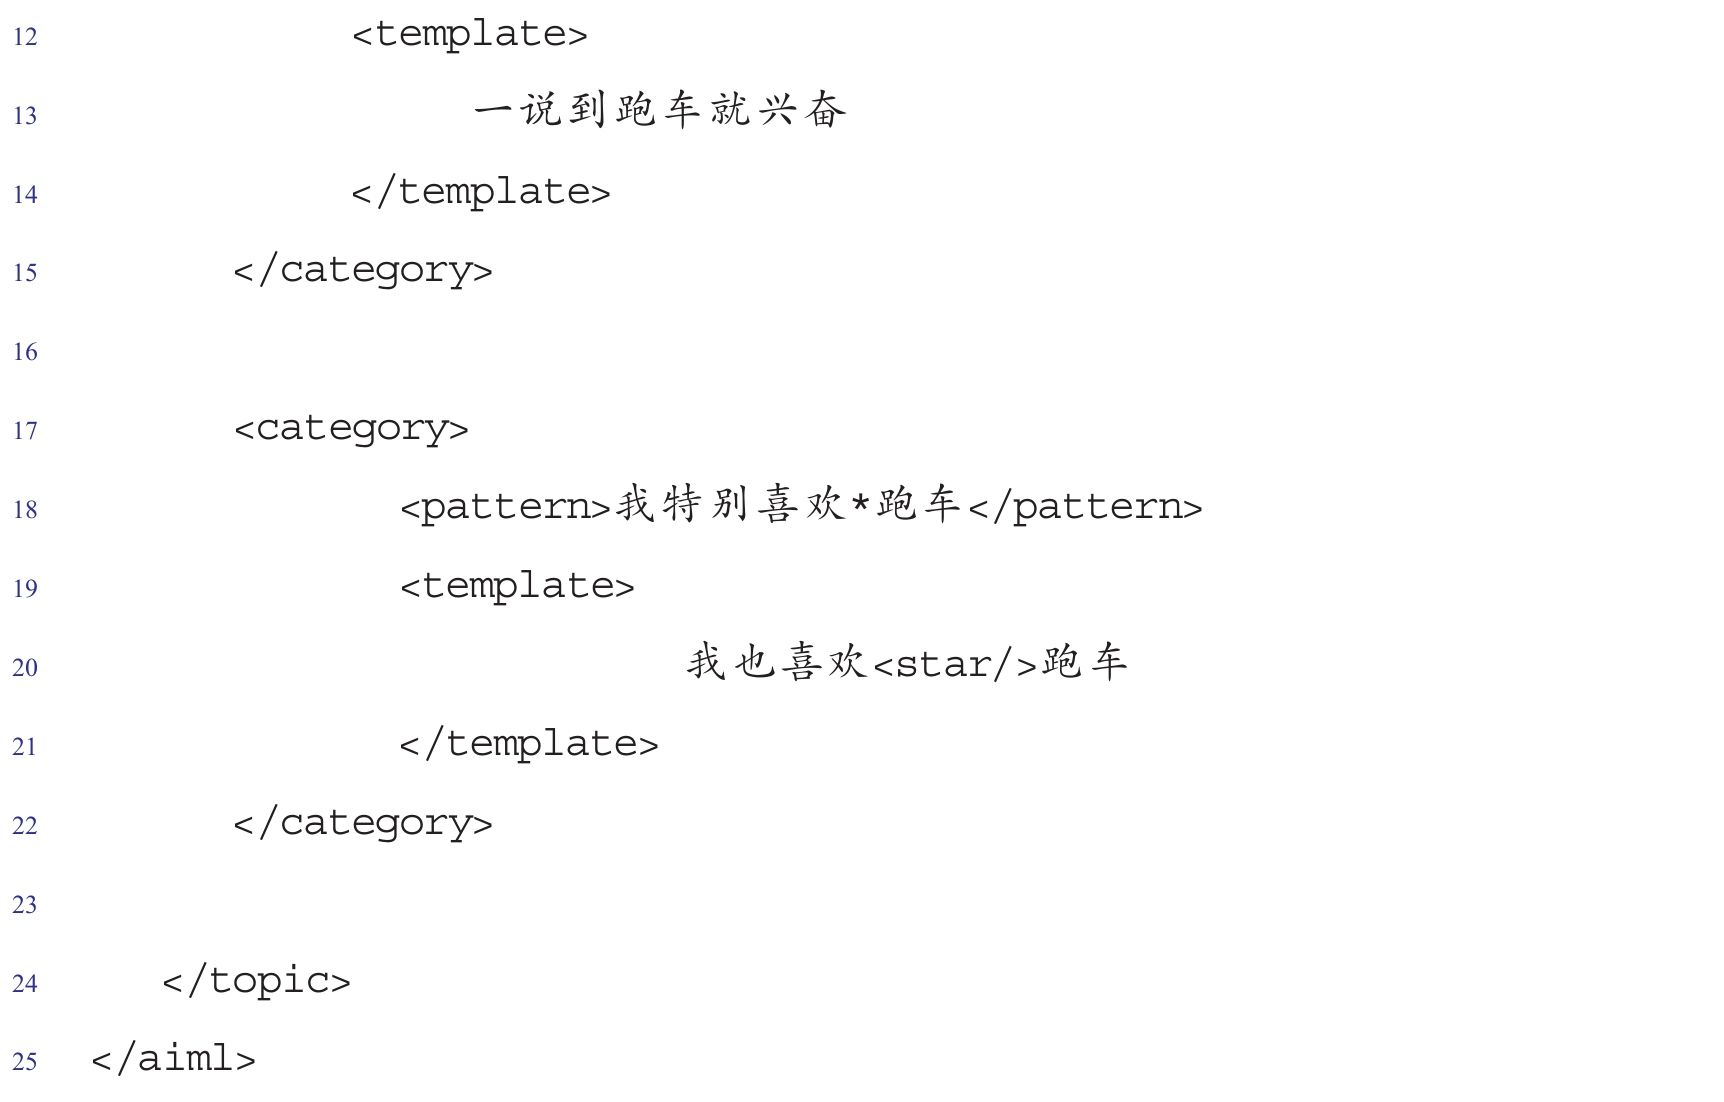 12 <template>
13 一说到跑车就兴奋
14 </template>
15 </category>
16
17 <category>
18 <pattern>我特别喜欢*跑车</pattern>
19 <template>
20 我也喜欢<star/>跑车
21 </template>
22 </category>
23
24 </topic>
25 </aiml>